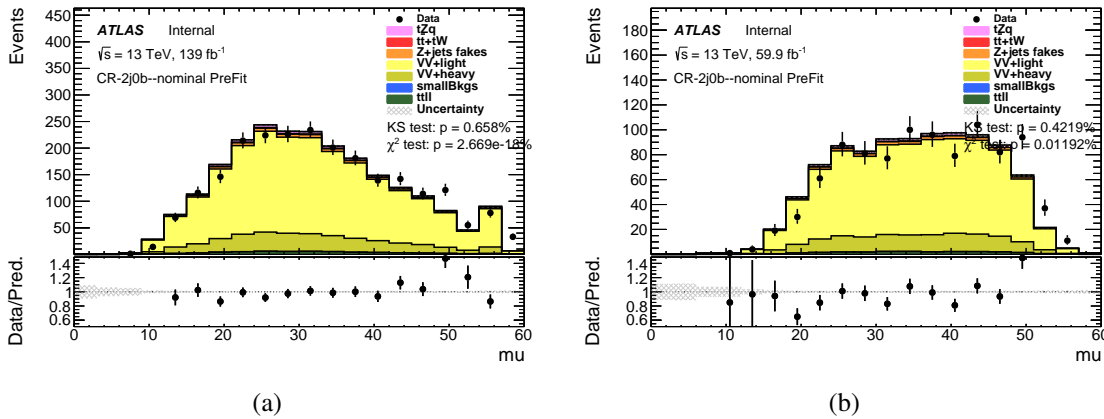 Events
450
400
350
300
250
200
150
100
50
ATLAS Internal
√s = 13 TeV, 139 fb-1
CR-2j0b--nominal PreFit
Data
tZq
tt+tW
Z+jets fakes
VV+light
VV+heavy
smallBkgs
ttll
Uncertainty
KS test: p = 0.658%
χ2 test: p = 2.669e-18%
Data/Pred.
1.4
1.2
1.0
0.8
0.6
0 10 20 30 40 50 60
mu
(a)
Events
180
160
140
120
100
80
60
40
20
ATLAS Internal
√s = 13 TeV, 59.9 fb-1
CR-2j0b--nominal PreFit
Data
tZq
tt+tW
Z+jets fakes
VV+light
VV+heavy
smallBkgs
ttll
Uncertainty
KS test: p = 0.4219%
χ2 test: p = 0.01192%
Data/Pred.
1.4
1.2
1
0.8
0.6
0 10 20 30 40 50 60
mu
(b)